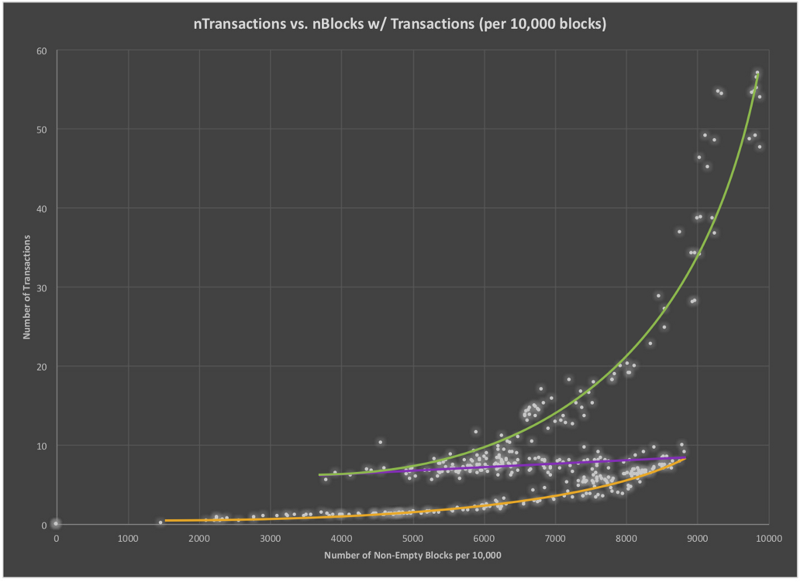 nTransactions vs. nBlocks w/ Transactions (per 10,000 blocks)
60
50
40
30
20
10
0
Number of Transactions
0 1000 2000 3000 4000 5000 6000 7000 8000 9000 10000
Number of Non-Empty Blocks per 10,000